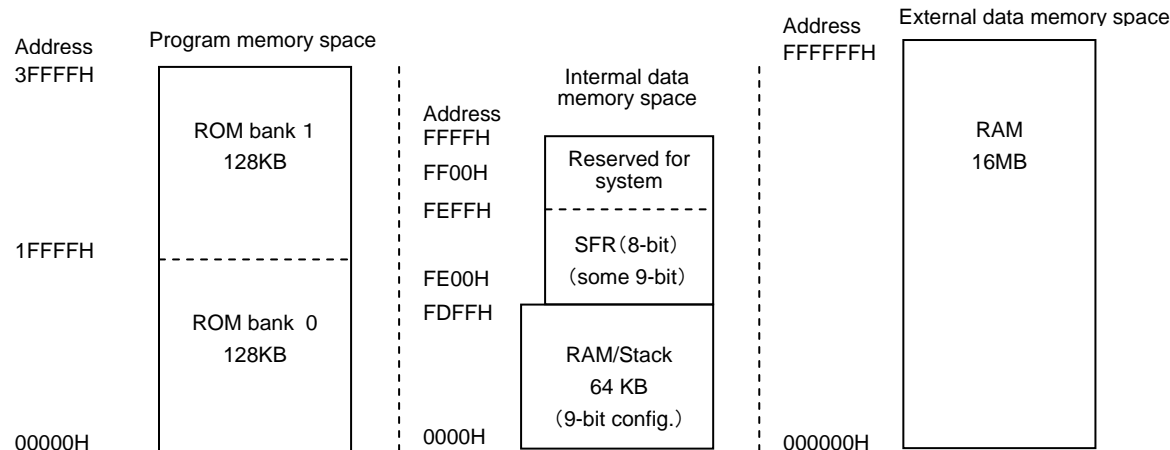 Address
3FFFFH
Program memory space
ROM bank 1
128KB
1FFFFH
ROM bank 0
128KB
00000H
Intermal data
memory space
Address
FFFFH
FF00H
Reserved for
system
FEFFH
SFR(8-bit)
(some 9-bit)
FE00H
FDFFH
RAM/Stack
64 KB
(9-bit config.)
0000H
External data memory space
Address
FFFFFFH
RAM
16MB
000000H